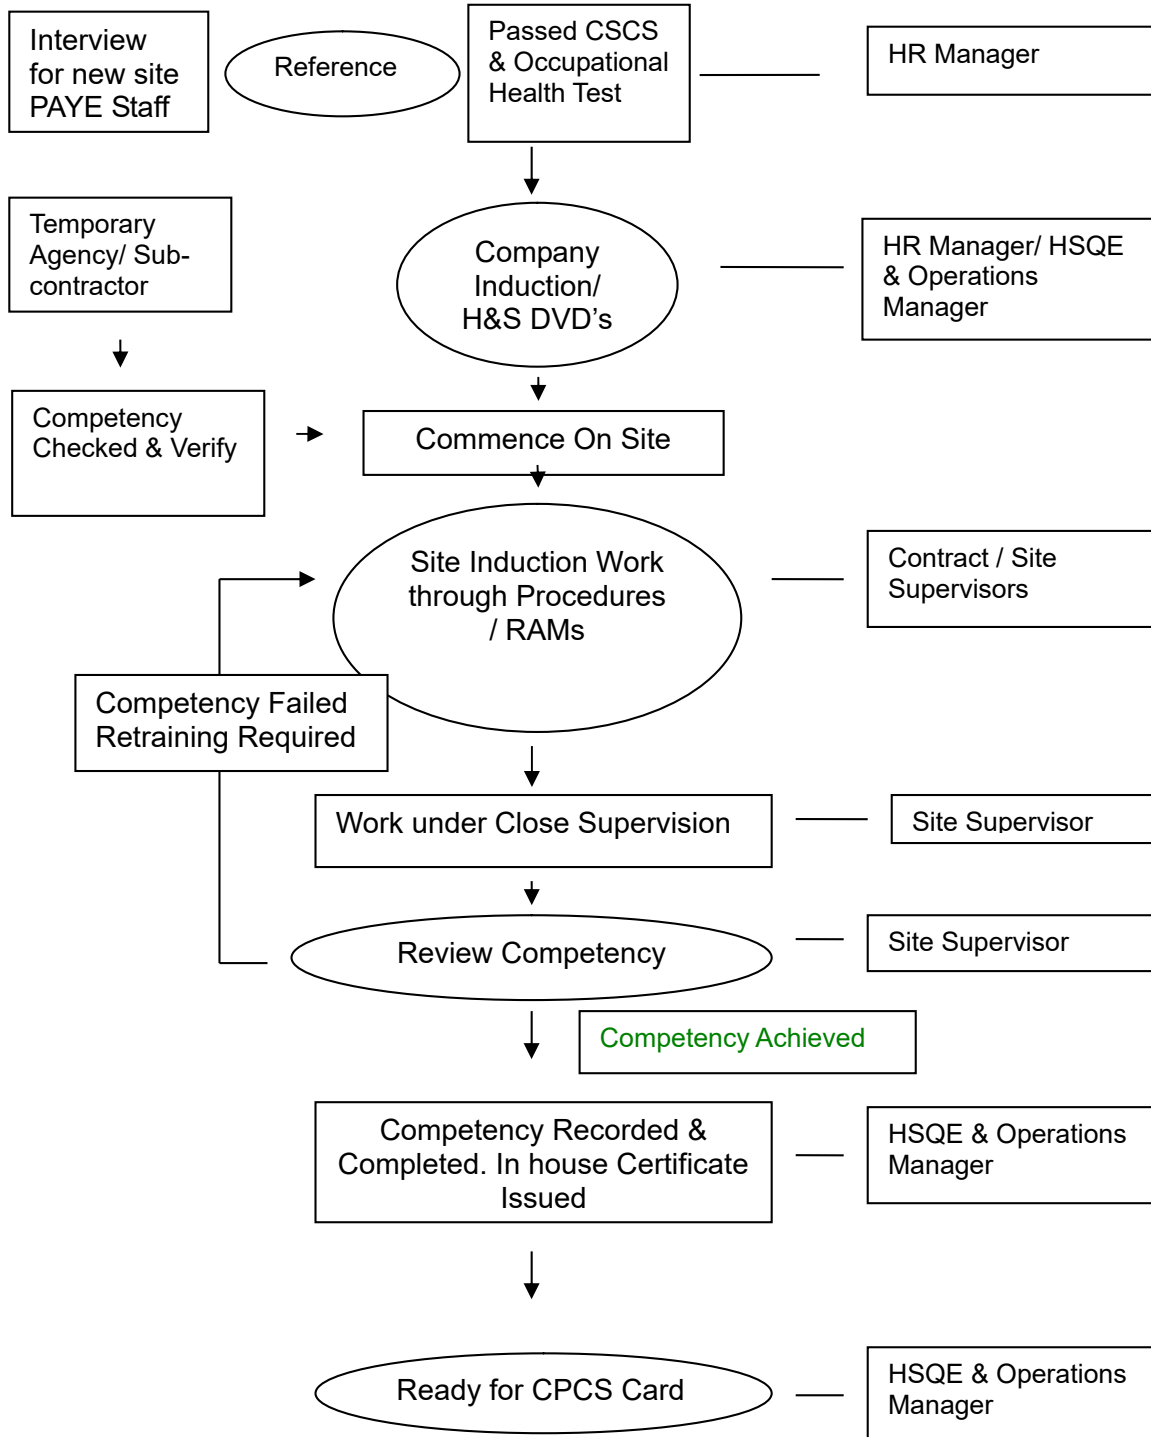 Interview
for new site
PAYE Staff
Reference
Passed CSCS
& Occupational
Health Test
HR Manager
Temporary
Agency/ Sub-
contractor
Company
Induction/
H&S DVD's
HR Manager/ HSQE
& Operations
Manager
Competency
Checked & Verify
Commence On Site
Site Induction Work
through Procedures
/ RAMs
Contract / Site
Supervisors
Competency Failed
Retraining Required
Work under Close Supervision
Site Supervisor
Review Competency
Site Supervisor
Competency Achieved
Competency Recorded &
Completed. In house Certificate
Issued
HSQE & Operations
Manager
Ready for CPCS Card
HSQE & Operations
Manager